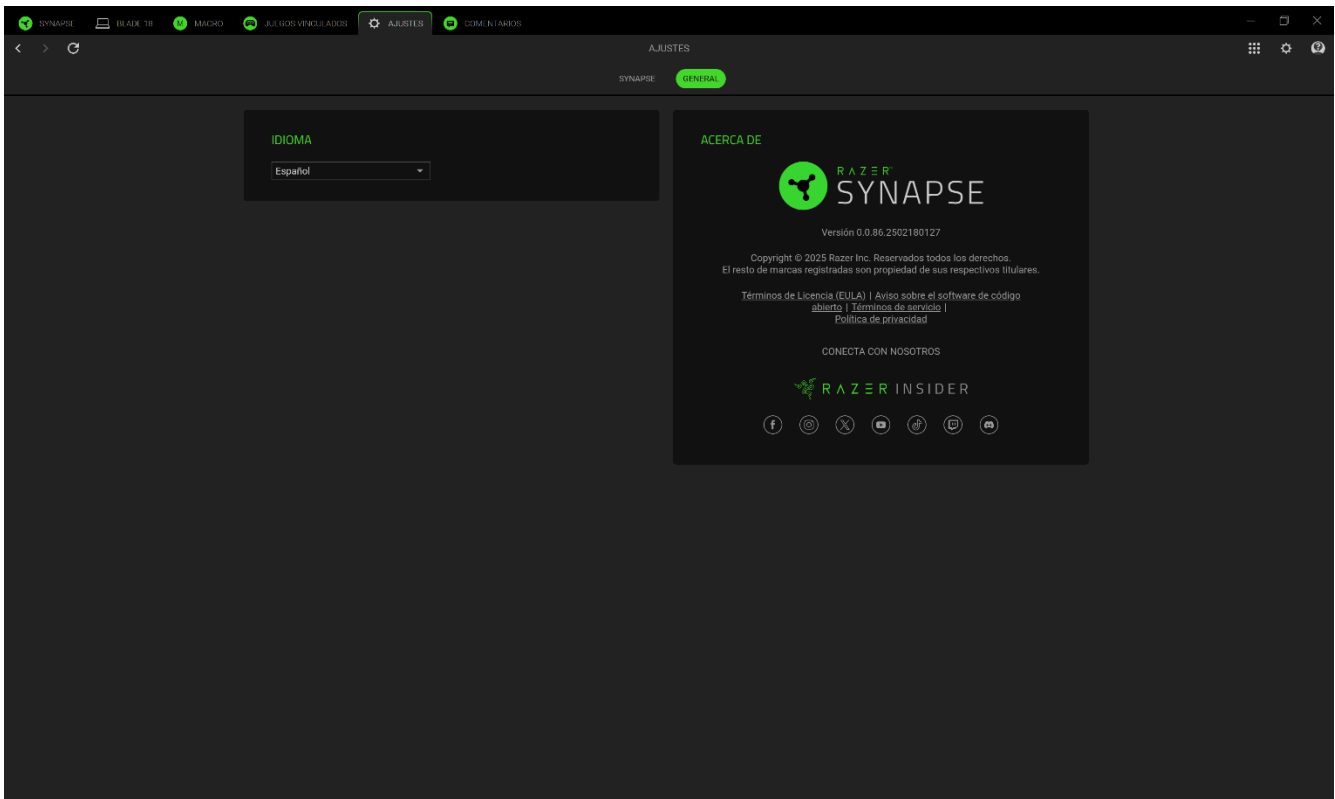 SYNAPSE BLADE 18 MACRO JUEGOS VINCULADOS AJUSTES COMENTARIOS
AJUSTES
SYNAPSE GENERAL
IDIOMA
Español
ACERCA DE
RAZER
SYNAPSE
Versión 0.0.86.2502180127
Copyright © 2025 Razer Inc. Reservados todos los derechos.
El resto de marcas registradas son propiedad de sus respectivos titulares.
Términos de Licencia (EULA) | Aviso sobre el software de código
abierto | Términos de servicio |
Política de privacidad
CONECTA CON NOSOTROS
RAZER INSIDER